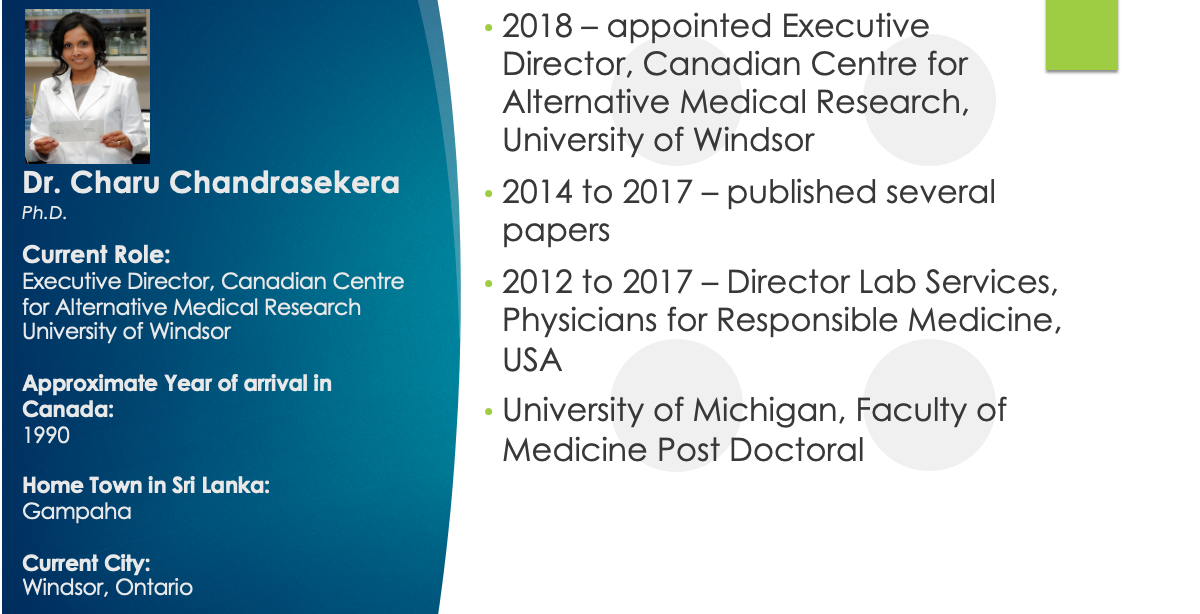 Dr. Charu Chandrasekera
Ph.D.
Current Role:
Executive Director, Canadian Centre
for Alternative Medical Research
University of Windsor
Approximate Year of arrival in
Canada:
1990
Home Town in Sri Lanka:
Gampaha
Current City:
Windsor, Ontario
• 2018 – appointed Executive
Director, Canadian Centre for
Alternative Medical Research,
University of Windsor
• 2014 to 2017 – published several
papers
• 2012 to 2017 – Director Lab Services,
Physicians for Responsible Medicine,
USA
• University of Michigan, Faculty of
Medicine Post Doctoral